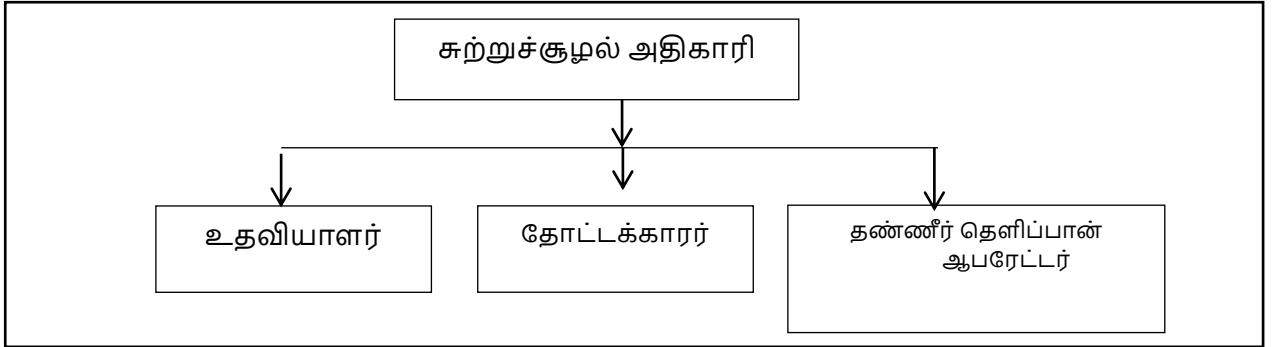 சுற்றுச்சூழல் அதிகாரி
உதவியாளர்
தோட்டக்காரர்
தண்ணீர் தெளிப்பான்
ஆபரேட்டர்